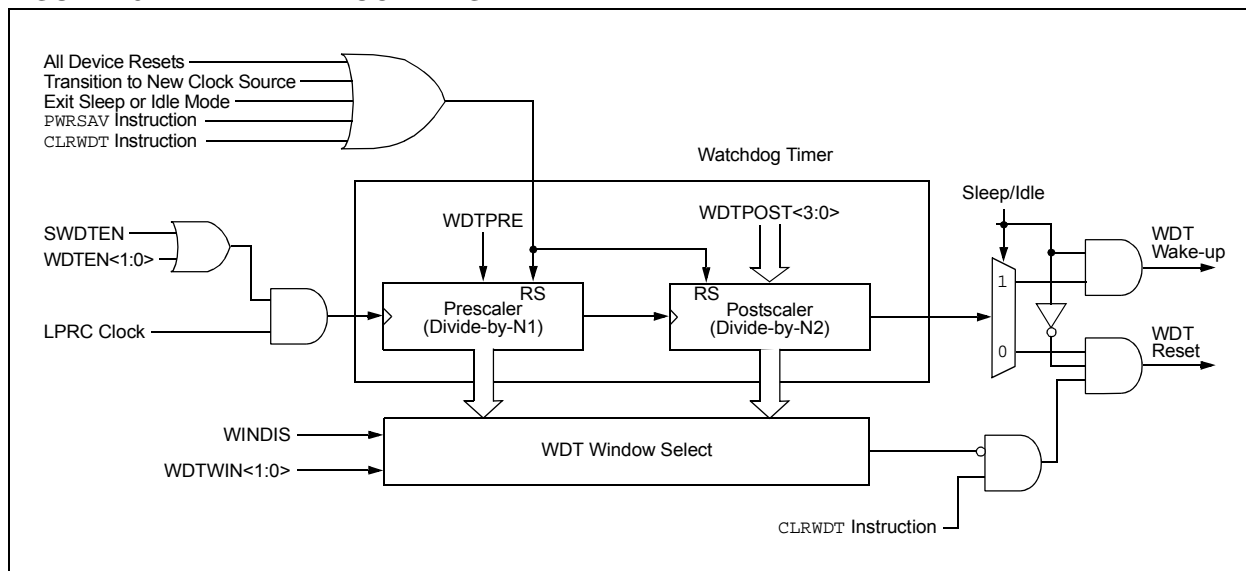 All Device Resets
Transition to New Clock Source
Exit Sleep or Idle Mode
PWRSAV Instruction
CLRWDT Instruction
Watchdog Timer
Sleep/Idle
WDTPRE
WDTPOST<3:0>
SWDTEN
WDTEN<1:0>
WDT
Wake-up
RS
RS
Prescaler
(Divide-by-N1)
Postscaler
(Divide-by-N2)
1
LPRC Clock
WDT
Reset
0
WINDIS
WDT Window Select
WDTWIN<1:0>
CLRWDT Instruction